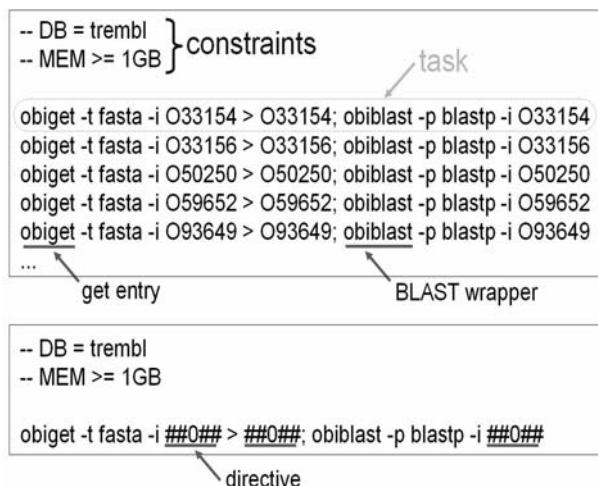 -- DB = trembl
-- MEM >= 1GB
constraints
task
obiget -t fasta -i O33154 > O33154; obiblast -p blastp -i O33154
obiget -t fasta -i O33156 > O33156; obiblast -p blastp -i O33156
obiget -t fasta -i O50250 > O50250; obiblast -p blastp -i O50250
obiget -t fasta -i O59652 > O59652; obiblast -p blastp -i O59652
obiget -t fasta -i O93649 > O93649; obiblast -p blastp -i O93649
...
get entry
BLAST wrapper
-- DB = trembl
-- MEM >= 1GB
obiget -t fasta -i ##0## > ##0##; obiblast -p blastp -i ##0##
directive